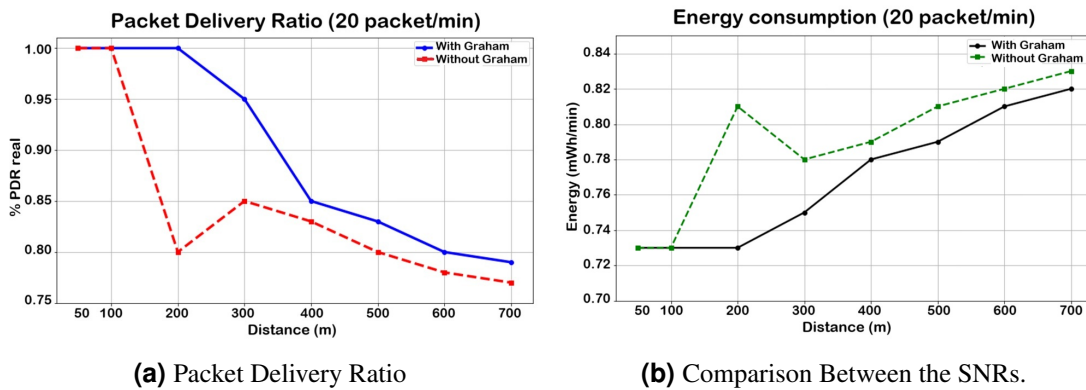 Packet Delivery Ratio (20 packet/min)
1.00
0.95
0.90
0.85
0.80
0.75
% PDR real
With Graham
Without Graham
50 100 200 300 400 500 600 700
Distance (m)
(a) Packet Delivery Ratio
Energy consumption (20 packet/min)
0.84
0.82
0.80
0.78
0.76
0.74
0.72
0.70
Energy (mWh/min)
With Graham
Without Graham
50 100 200 300 400 500 600 700
Distance (m)
(b) Comparison Between the SNRs.